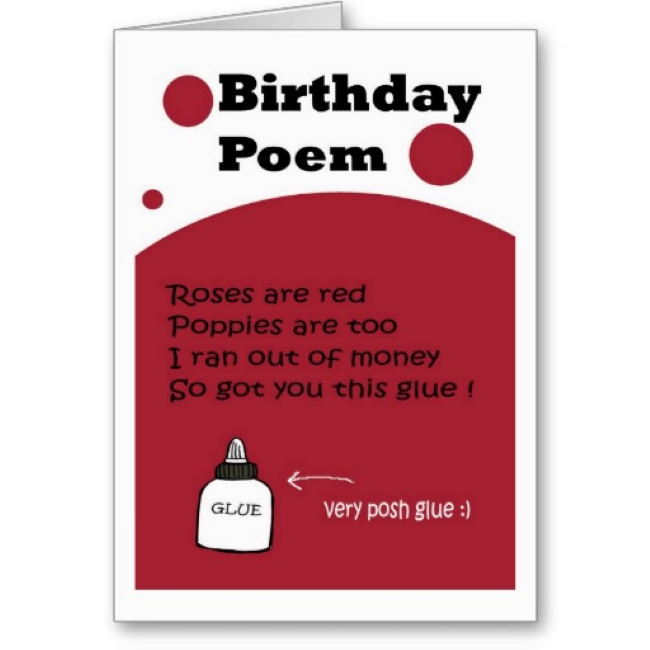 Birthday
Poem
Roses are red
Poppies are too
I ran out of money
So got you this glue !
GLUE
very posh glue :)